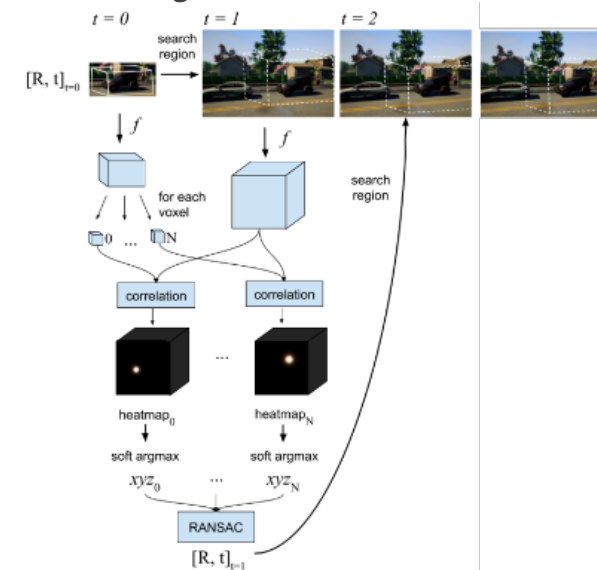 t = 0
t = 1
t = 2
search
region
[R, t]t=0
f
f
for each
voxel
search
region
0 ... N
correlation
correlation
...
heatmap0
heatmapN
soft argmax
soft argmax
xyz0 ... xyzN
RANSAC
[R, t]t=1